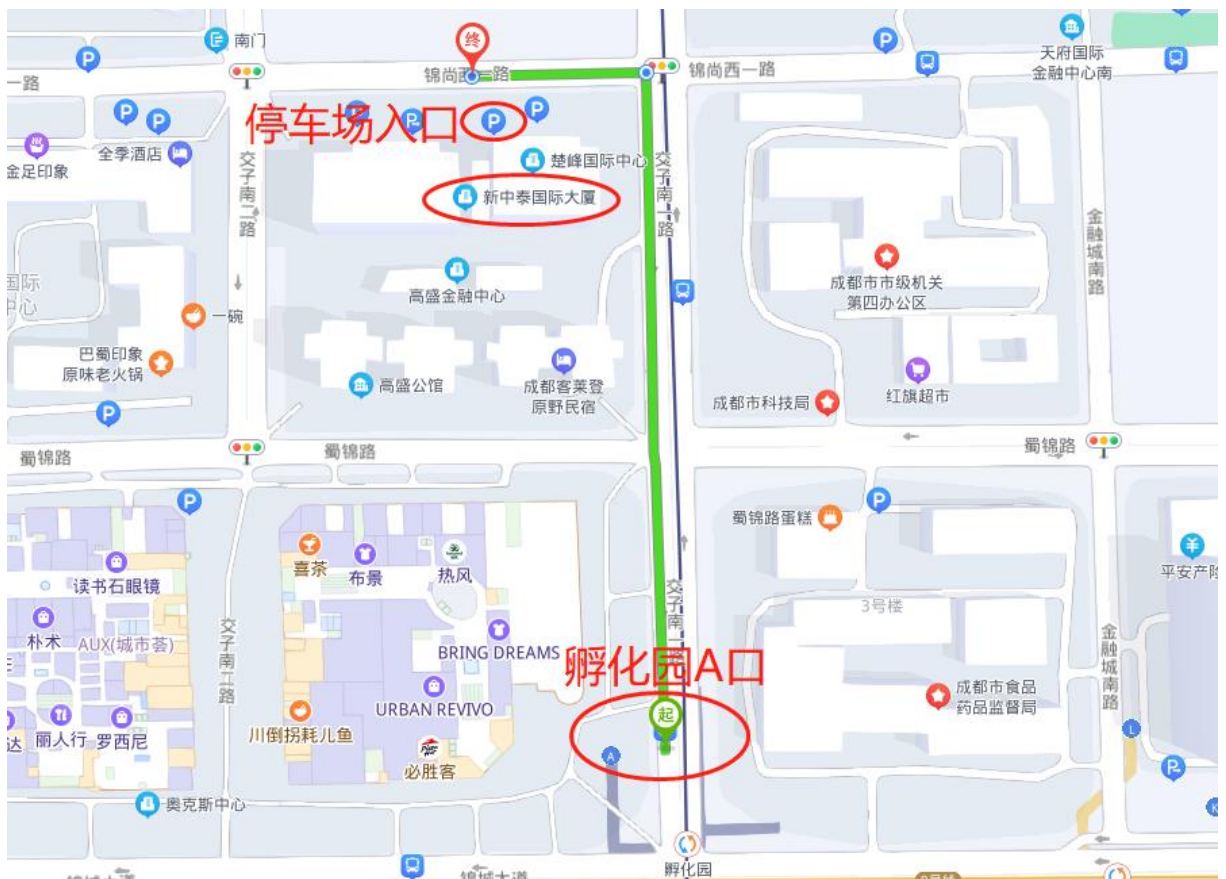 南门
P
终
P
天府国际
金融中心南
一路
锦尚西一路
锦尚西一路
停车场入口
P
P
P
P
P
P
全季酒店
金足印象
楚峰国际中心
新中泰国际大厦
交子南二路
交子南一路
金融城南路
国际
中心
高盛金融中心
成都市市级机关
第四办公区
一碗
巴蜀印象
原味老火锅
高盛公馆
成都客莱登
原野民宿
成都市科技局
红旗超市
P
蜀锦路
蜀锦路
蜀锦路
P
P
蜀锦路蛋糕
喜茶
布景
热风
平安产险
读书石眼镜
3号楼
朴术
AUX(城市荟)
交子南二路
交子南一路
金融城南路
BRING DREAMS
孵化园A口
URBAN REVIVO
成都市食品
药品监督局
起
达
丽人行
罗西尼
川倒拐耗儿鱼
必胜客
A
L
P
奥克斯中心
K
孵化园
锦城大道
锦城大道